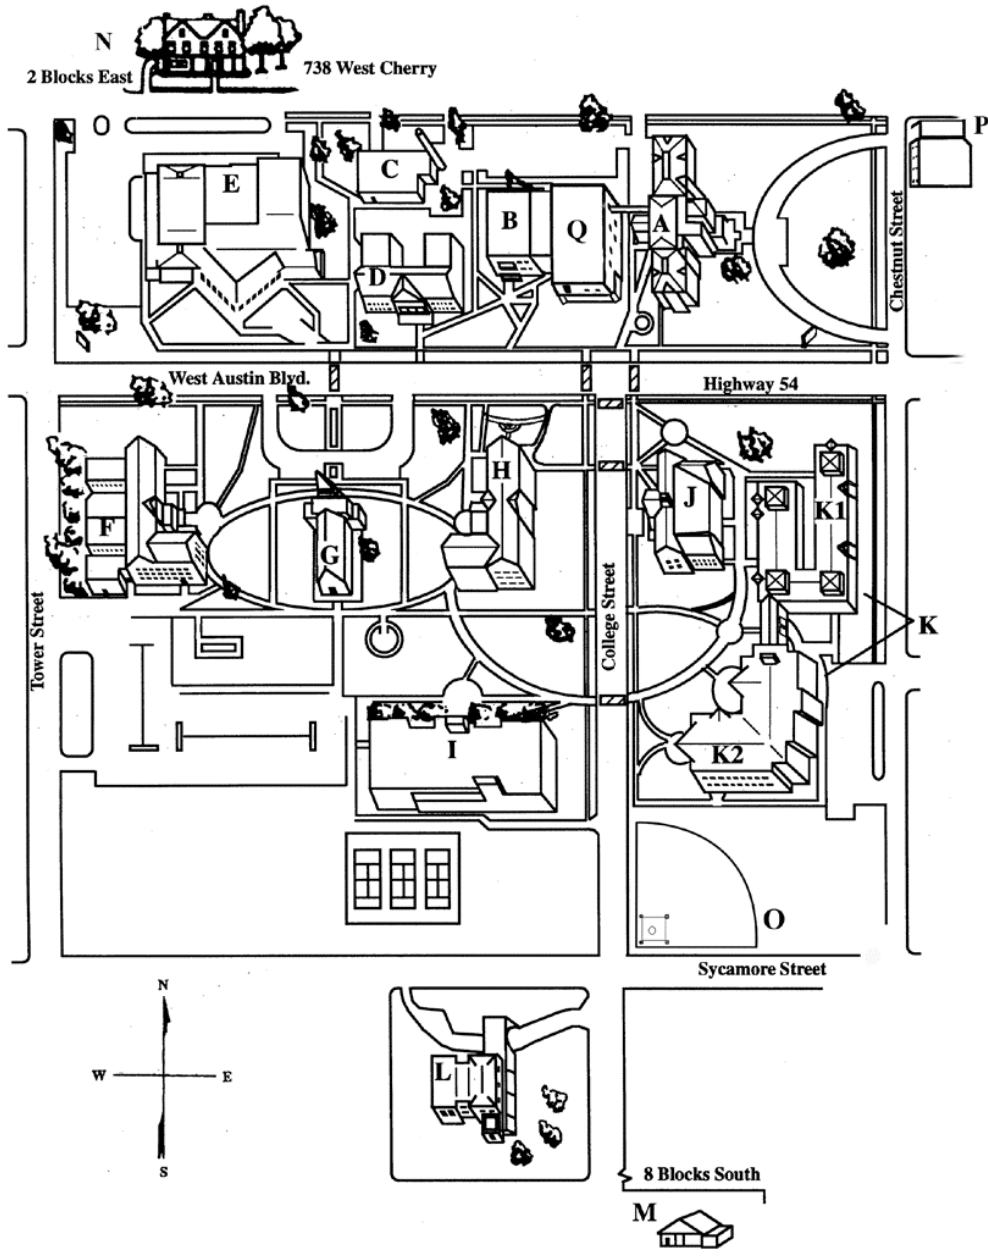 N
2 Blocks East
738 West Cherry
P
C
E
B
Q
A
D
Chestnut Street
West Austin Blvd.
Highway 54
H
J
K1
F
G
K
College Street
Tower Street
I
K2
O
Sycamore Street
N
W
E
S
L
8 Blocks South
M